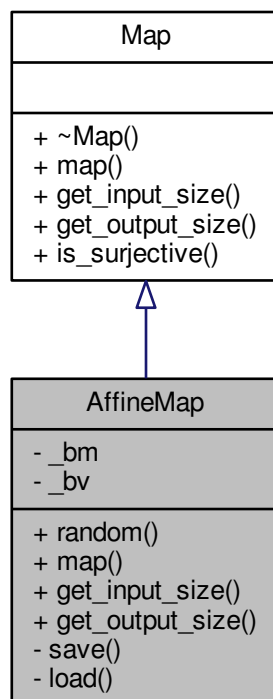 Map
+ ~Map()
+ map()
+ get_input_size()
+ get_output_size()
+ is_surjective()
AffineMap
- _bm
- _bv
+ random()
+ map()
+ get_input_size()
+ get_output_size()
- save()
- load()